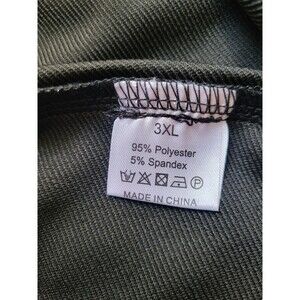 3XL
95% Polyester
5% Spandex
MADE IN CHINA